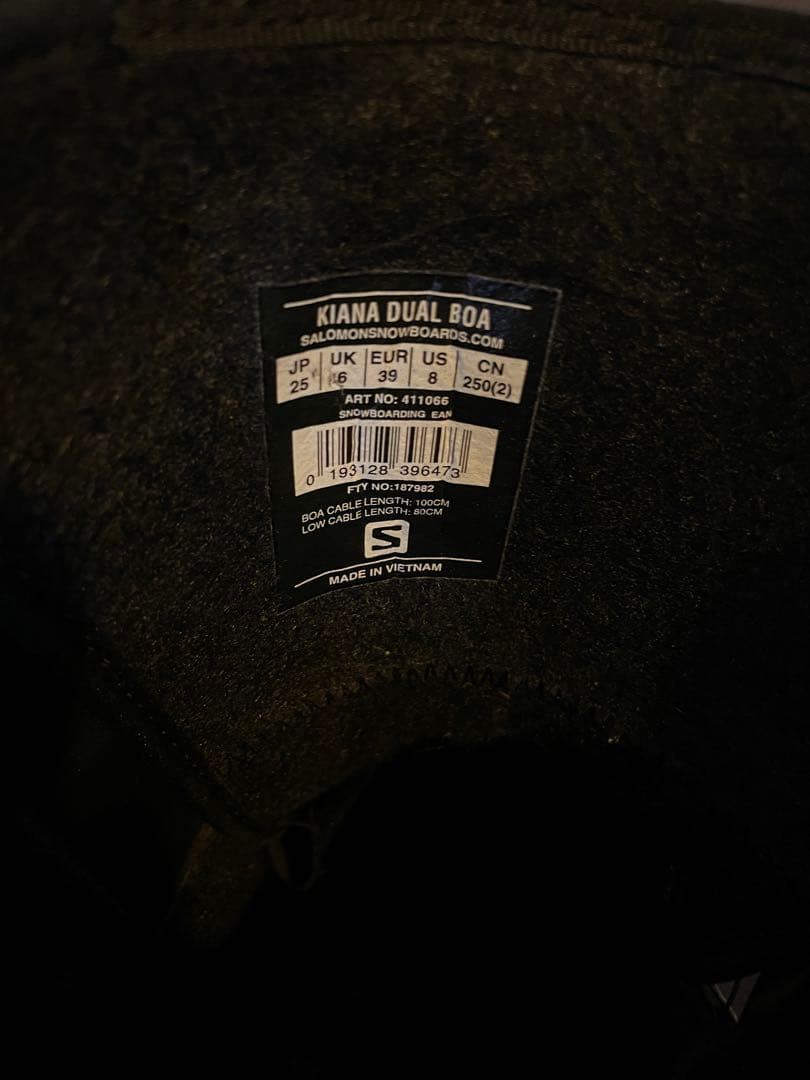 KIANA DUAL BOA
SALOMONSNOWBOARDS.COM
JP UK EUR US CN
25 6 39 8 250(2)
ART NO: 411066
SNOWBOARDING EAN
0 193128 396473
FTY NO:187982
BOA CABLE LENGTH: 100CM
LOW CABLE LENGTH: 80CM
S
MADE IN VIETNAM